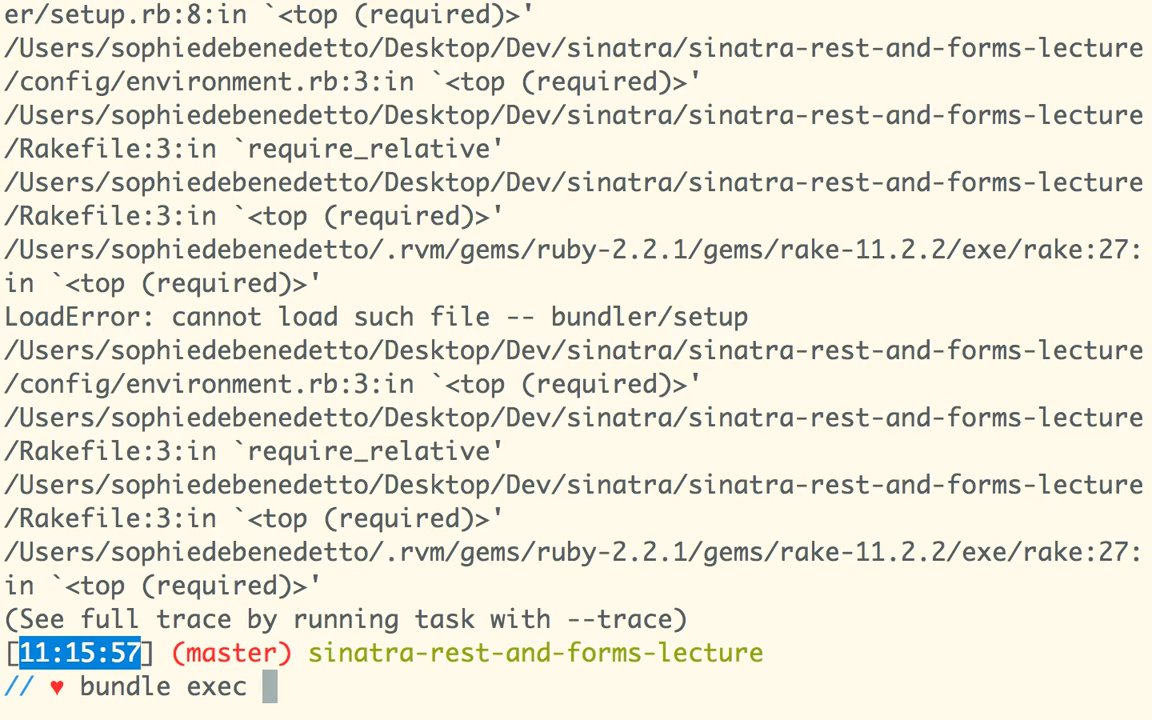 er/setup.rb:8:in `<top (required)>'
/Users/sophiedebenedetto/Desktop/Dev/sinatra/sinatra-rest-and-forms-lecture
/config/environment.rb:3:in `<top (required)>'
/Users/sophiedebenedetto/Desktop/Dev/sinatra/sinatra-rest-and-forms-lecture
/Rakefile:3:in `require_relative'
/Users/sophiedebenedetto/Desktop/Dev/sinatra/sinatra-rest-and-forms-lecture
/Rakefile:3:in `<top (required)>'
/Users/sophiedebenedetto/.rvm/gems/ruby-2.2.1/gems/rake-11.2.2/exe/rake:27:
in `<top (required)>'
LoadError: cannot load such file -- bundler/setup
/Users/sophiedebenedetto/Desktop/Dev/sinatra/sinatra-rest-and-forms-lecture
/config/environment.rb:3:in `<top (required)>'
/Users/sophiedebenedetto/Desktop/Dev/sinatra/sinatra-rest-and-forms-lecture
/Rakefile:3:in `require_relative'
/Users/sophiedebenedetto/Desktop/Dev/sinatra/sinatra-rest-and-forms-lecture
/Rakefile:3:in `<top (required)>'
/Users/sophiedebenedetto/.rvm/gems/ruby-2.2.1/gems/rake-11.2.2/exe/rake:27:
in `<top (required)>'
(See full trace by running task with --trace)
[11:15:57] (master) sinatra-rest-and-forms-lecture
// ♥ bundle exec